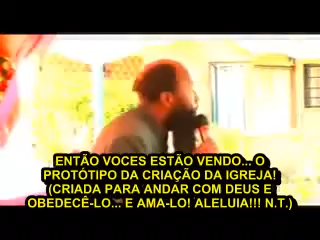 ENTÃO VOCES ESTÃO VENDO... O
PROTÓTIPO DA CRIAÇÃO DA IGREJA!
(CRIADA PARA ANDAR COM DEUS E
OBEDECÊ-LO... E AMA-LO! ALELUIA!!! N.T.)